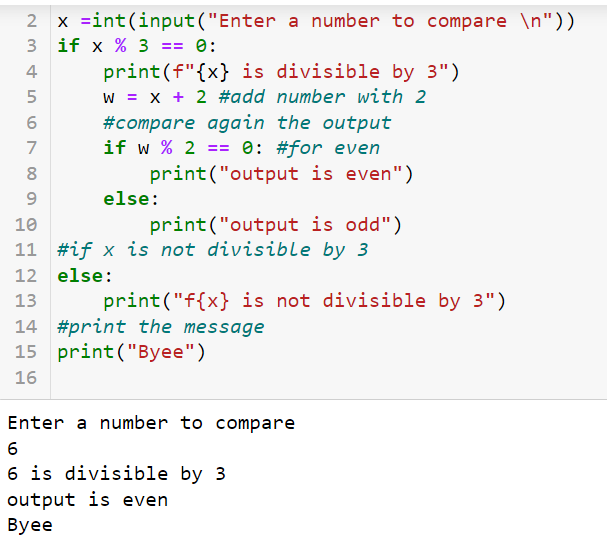 2 x =int(input("Enter a number to compare \n"))
3 if x % 3 == 0:
4     print(f"{x} is divisible by 3")
5     w = x + 2 #add number with 2
6     #compare again the output
7     if w % 2 == 0: #for even
8         print("output is even")
9     else:
10         print("output is odd")
11 #if x is not divisible by 3
12 else:
13     print("f{x} is not divisible by 3")
14 #print the message
15 print("Byee")
16
Enter a number to compare
6
6 is divisible by 3
output is even
Byee